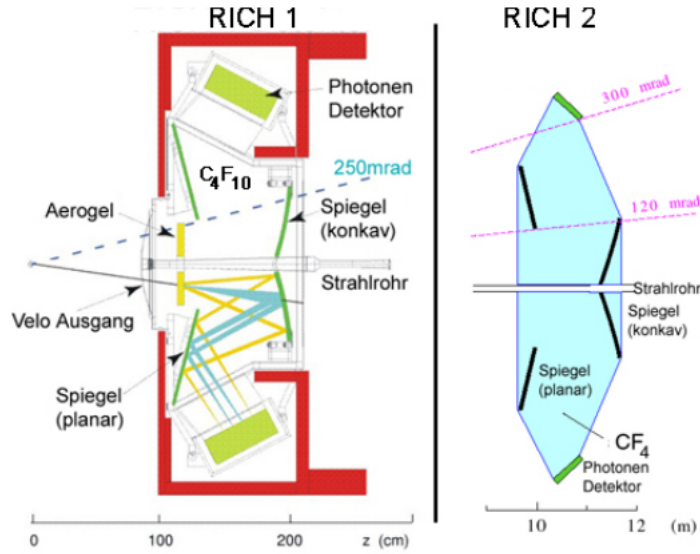 RICH 1
RICH 2
Photonen
Detektor
C4F10
250mrad
Aerogel
Spiegel
(konkav)
Strahlrohr
Velo Ausgang
Spiegel
(planar)
0
100
200
z (cm)
300 mrad
120 mrad
Strahlrohr
Spiegel
(konkav)
Spiegel
(planar)
CF4
Photonen
Detektor
10
12
(m)